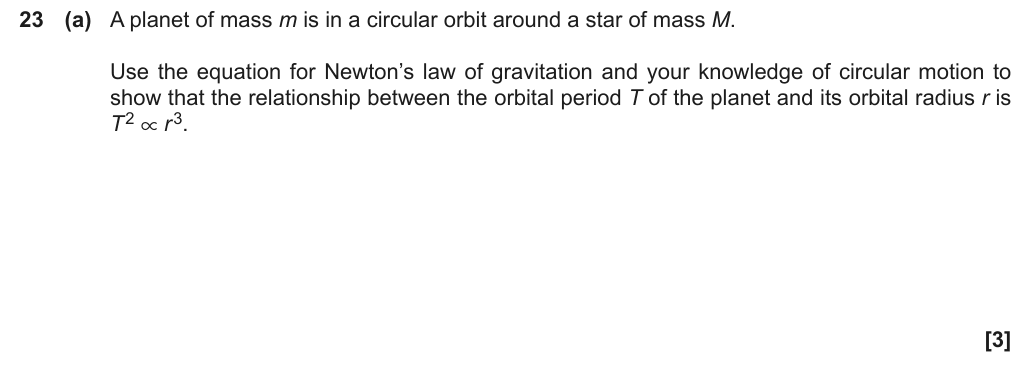 23 (a) A planet of mass m is in a circular orbit around a star of mass M.
Use the equation for Newton's law of gravitation and your knowledge of circular motion to
show that the relationship between the orbital period T of the planet and its orbital radius r is
T² ∝ r³.
[3]